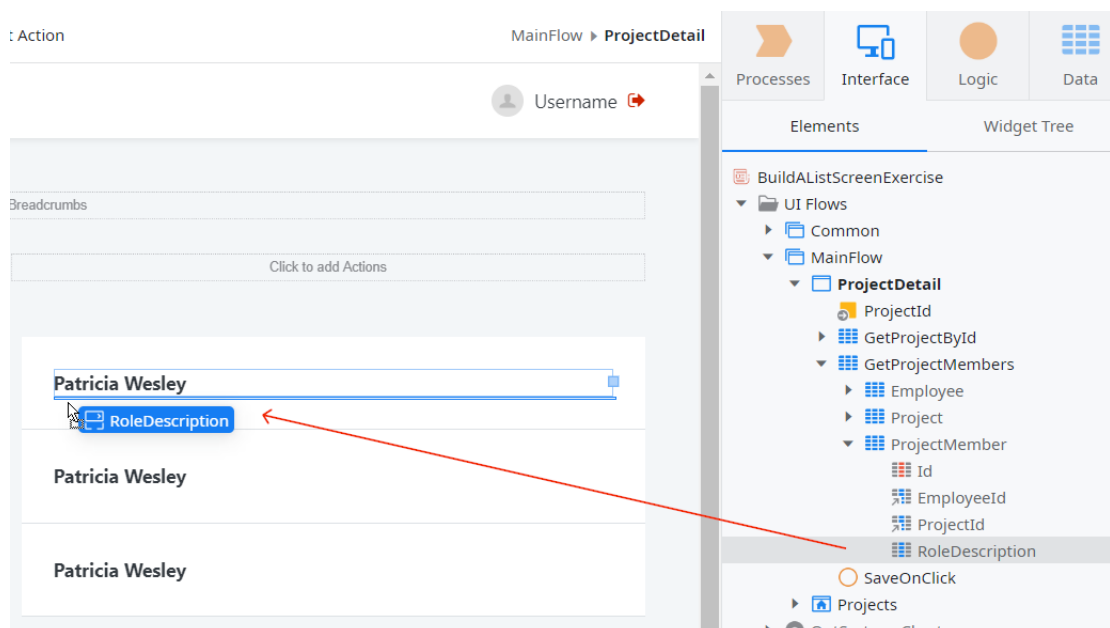 t Action
MainFlow ProjectDetail
Username
Breadcrumbs
Click to add Actions
Patricia Wesley
RoleDescription
Patricia Wesley
Patricia Wesley
Processes
Interface
Logic
Data
Elements
Widget Tree
BuildAListScreenExercise
UI Flows
Common
MainFlow
ProjectDetail
ProjectId
GetProjectById
GetProjectMembers
Employee
Project
ProjectMember
Id
EmployeeId
ProjectId
RoleDescription
SaveOnClick
Projects